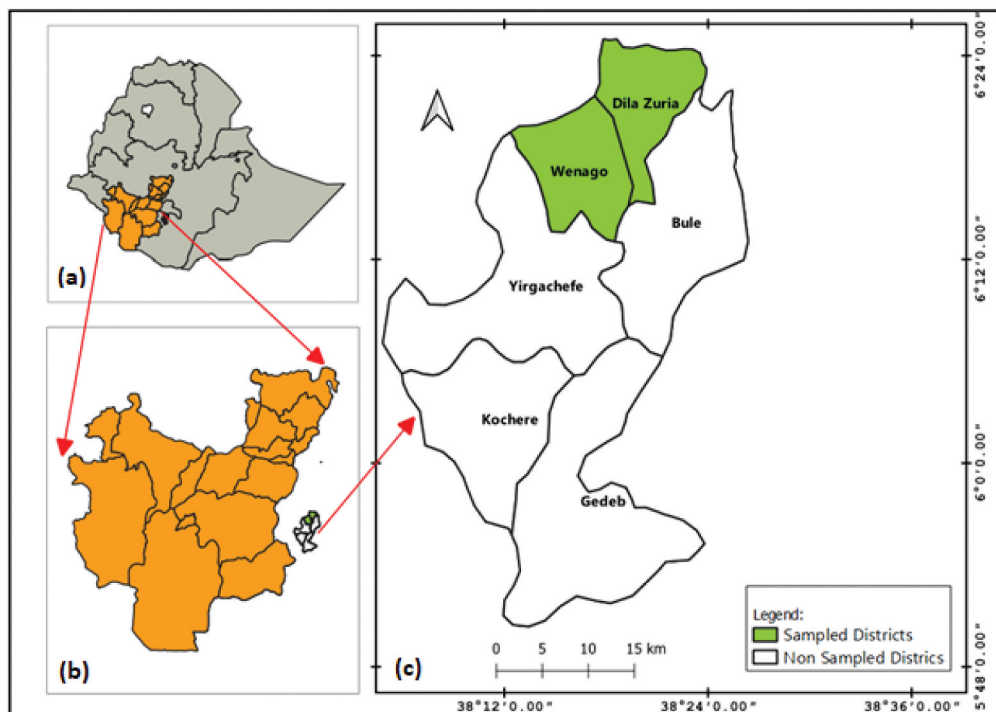 (a)
(b)
Dila Zuria
Wenago
Bule
Yirgachefe
Kochere
Gedeb
Legend:
Sampled Districts
Non Sampled Districs
0 5 10 15 km
(c)
38°12'0.00" 38°24'0.00" 38°36'0.00"
6°24'0.00"
6°12'0.00"
6°0'0.00"
5°48'0.00"